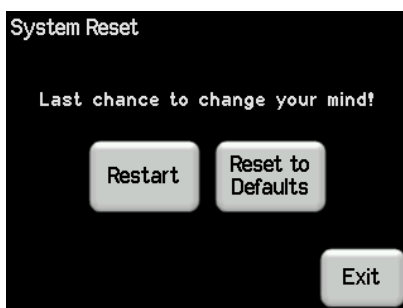 System Reset
Last chance to change your mind!
Restart
Reset to
Defaults
Exit